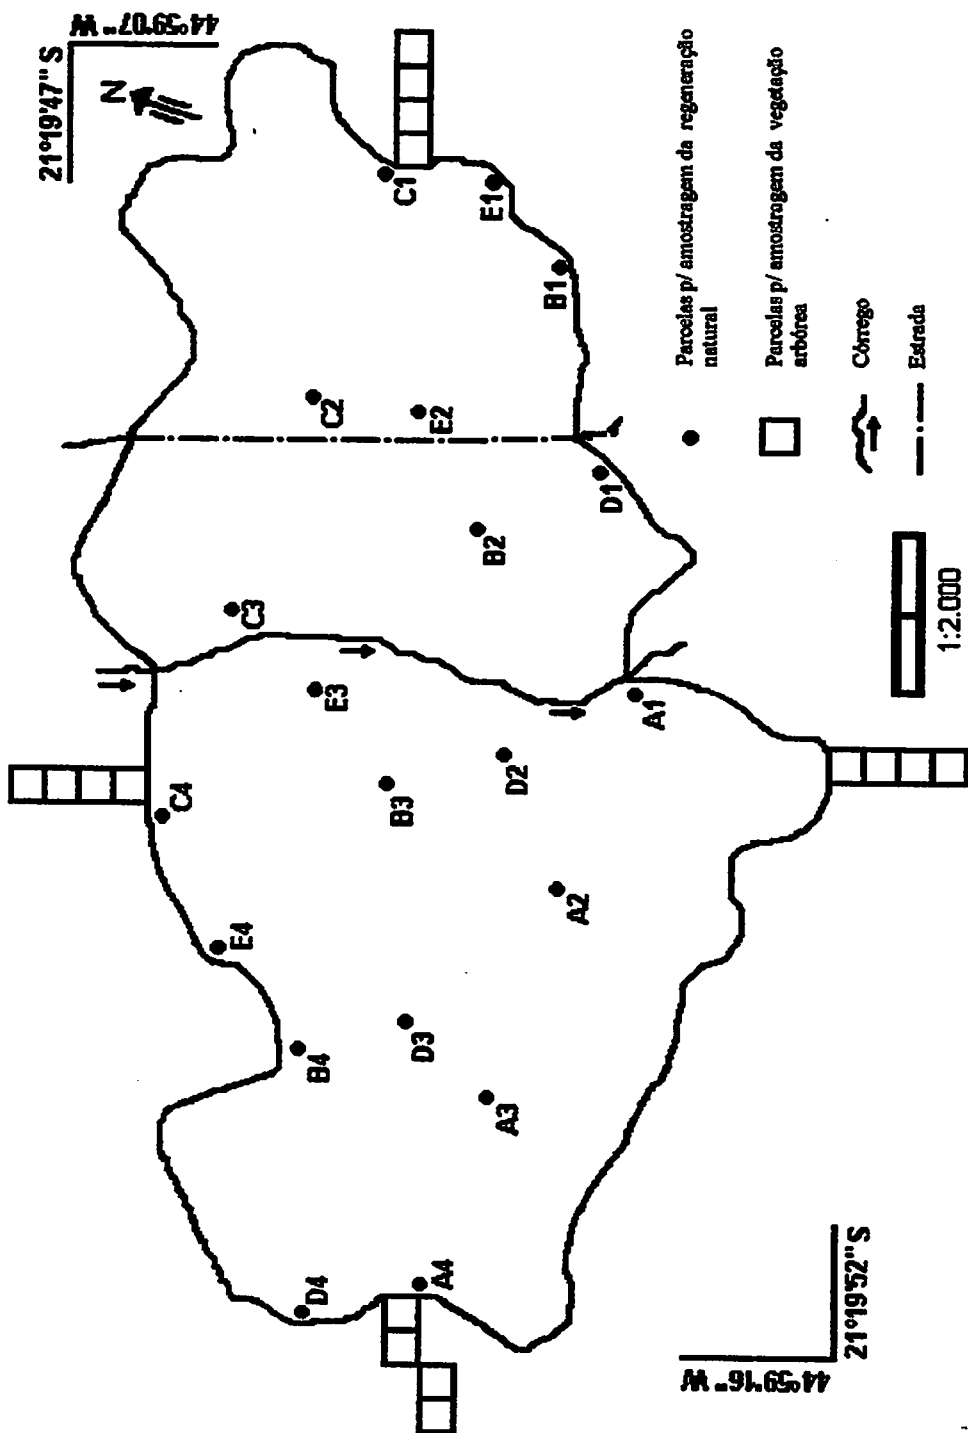 21°19'47" S
44°59'07" W
N
C1
E1
B1
C2
E2
D1
B2
C3
E3
A1
D2
B3
C4
A2
E4
D3
B4
A3
A4
D4
44°59'16" W
21°19'52" S
Parcelas p/ amostragem da regeneração
natural
Parcelas p/ amostragem da vegetação
arbórea
Córrego
Estrada
1:2.000